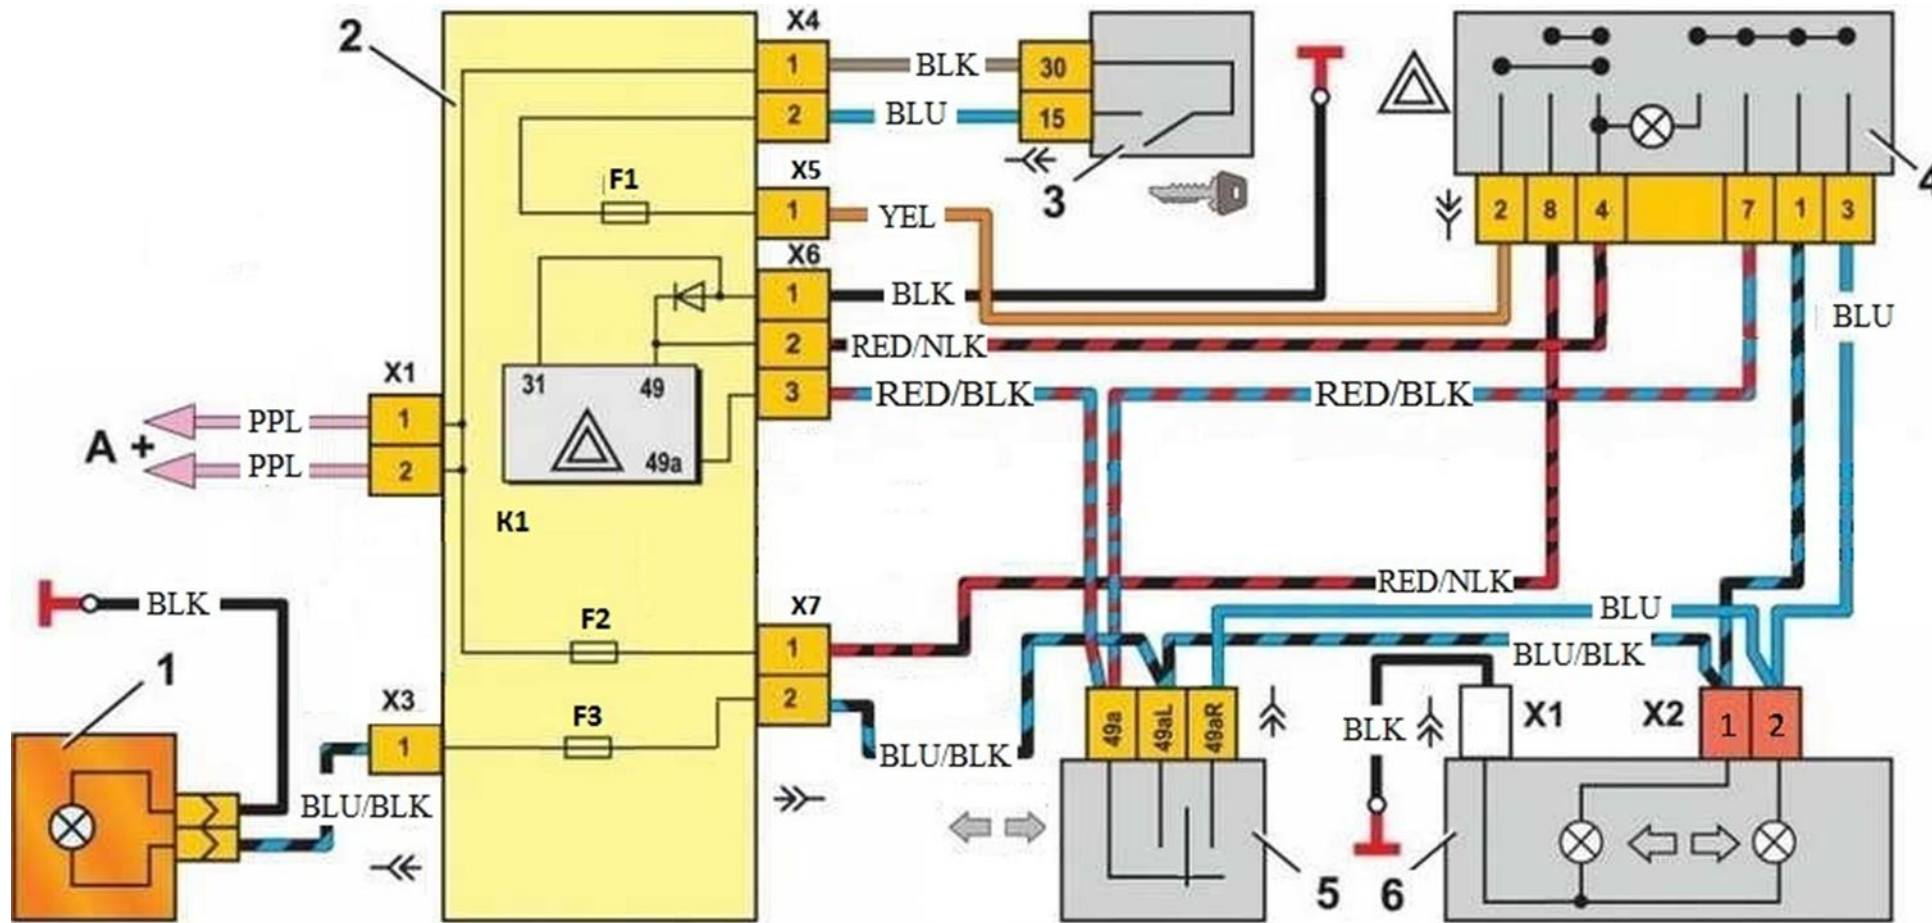 2
X4
1
BLK
30
2
BLU
15
3
X5
F1
1
YEL
X6
1
BLK
2
RED/NLK
3
RED/BLK
RED/BLK
31
49
49a
K1
X1
A +
PPL
1
PPL
2
4
2
8
4
7
1
3
BLU
BLK
1
X3
1
BLU/BLK
F2
F3
X7
1
2
RED/NLK
BLU
BLU/BLK
BLU/BLK
49a
49aL
49aR
5
BLK
X1
X2
1
2
6